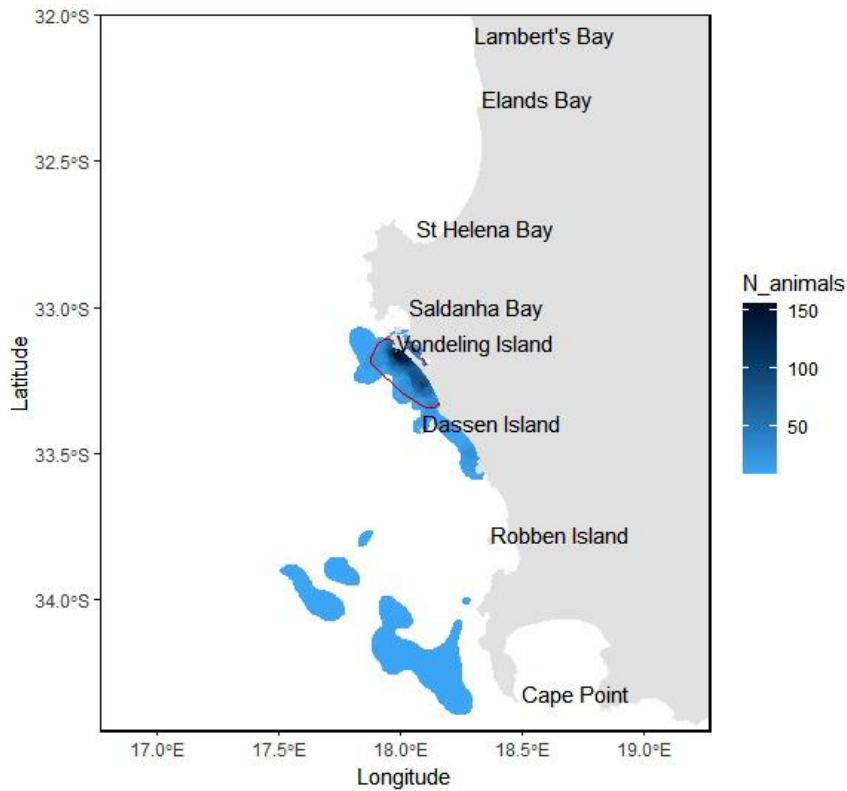 32.0°S
Lambert's Bay
Elands Bay
32.5°S
St Helena Bay
N_animals
33.0°S
Saldanha Bay
150
Vondeling Island
100
Latitude
Dassen Island
50
33.5°S
Robben Island
34.0°S
Cape Point
17.0°E 17.5°E 18.0°E 18.5°E 19.0°E
Longitude